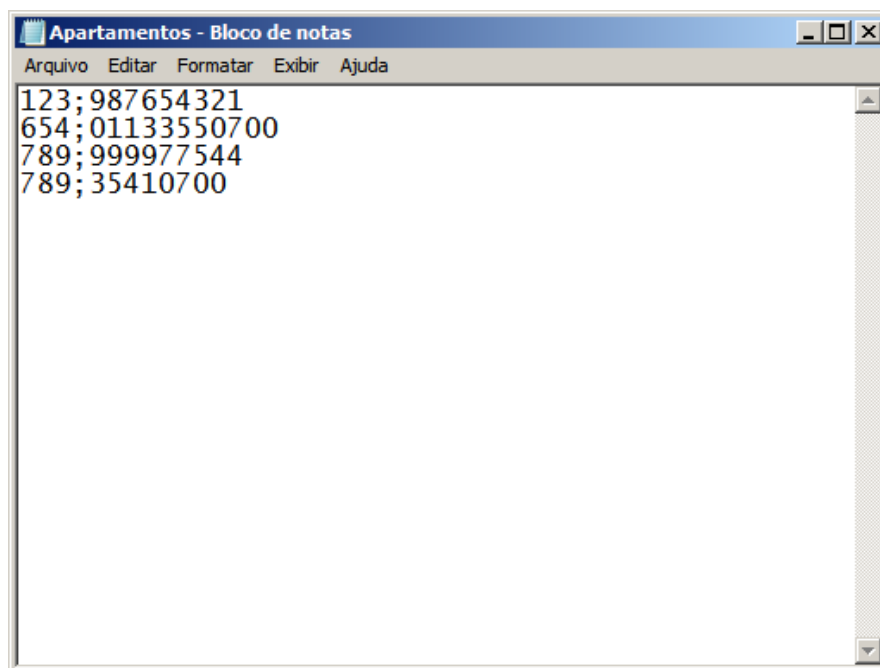 Apartamentos - Bloco de notas
Arquivo Editar Formatar Exibir Ajuda
123;987654321
654;01133550700
789;999977544
789;35410700